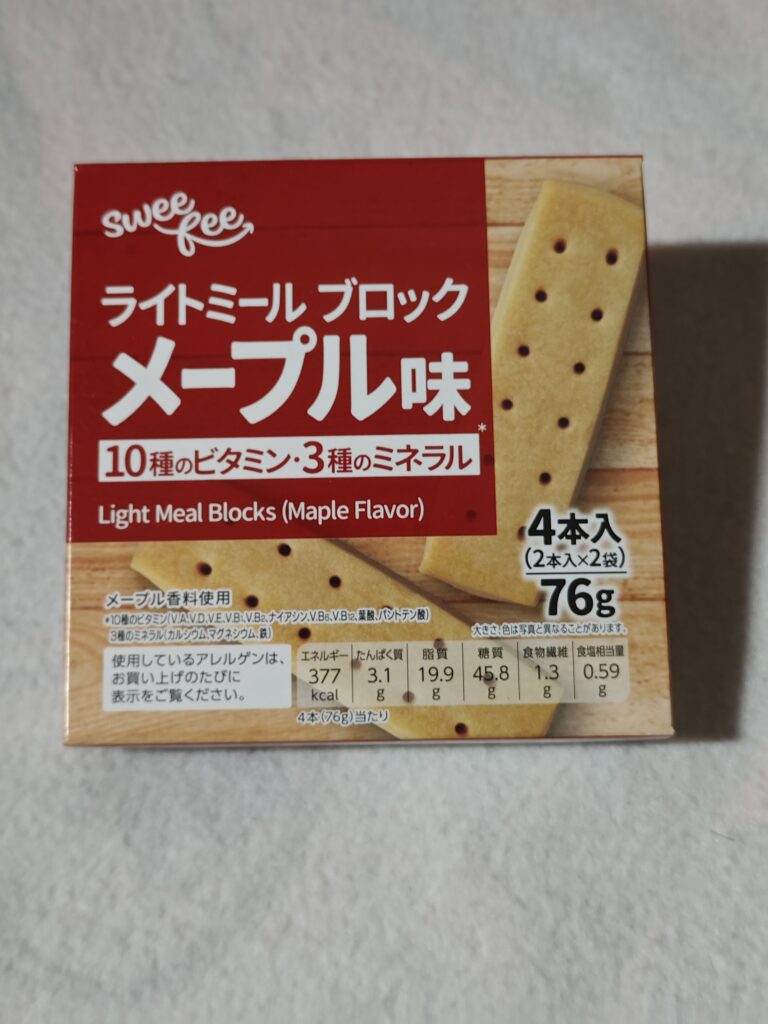 swee
fee
ライトミール ブロック
メープル味
10種のビタミン・3種のミネラル*
Light Meal Blocks (Maple Flavor)
4本入
(2本入×2袋)
76g
メープル香料使用
*10種のビタミン(V.A,V.D,V.E,V.B1,V.B2,ナイアシン,V.B6,V.B12,葉酸,パントテン酸)
3種のミネラル(カルシウム,マグネシウム,鉄)
大きさ、色は写真と異なることがあります。
使用しているアレルゲンは、
お買い上げのたびに
表示をご覧ください。
エネルギー たんぱく質 脂質 糖質 食物繊維 食塩相当量
377 3.1 19.9 45.8 1.3 0.59
kcal g g g g g
4本(76g)当たり